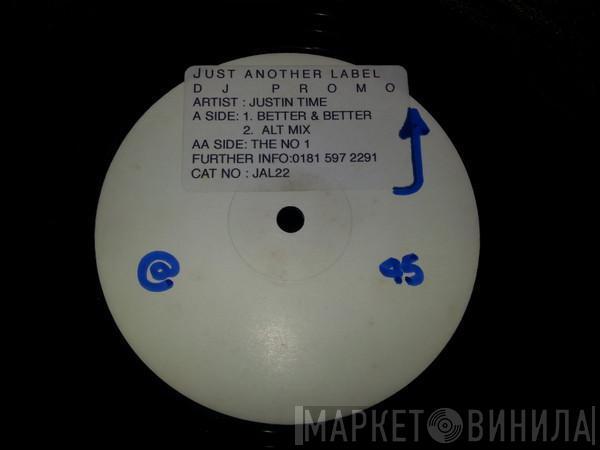 JUST ANOTHER LABEL
DJ PROMO
ARTIST : JUSTIN TIME
A SIDE: 1. BETTER & BETTER
2. ALT MIX
AA SIDE: THE NO 1
FURTHER INFO:0181 597 2291
CAT NO : JAL22
@
95
МАРКЕТ ВИНИЛА